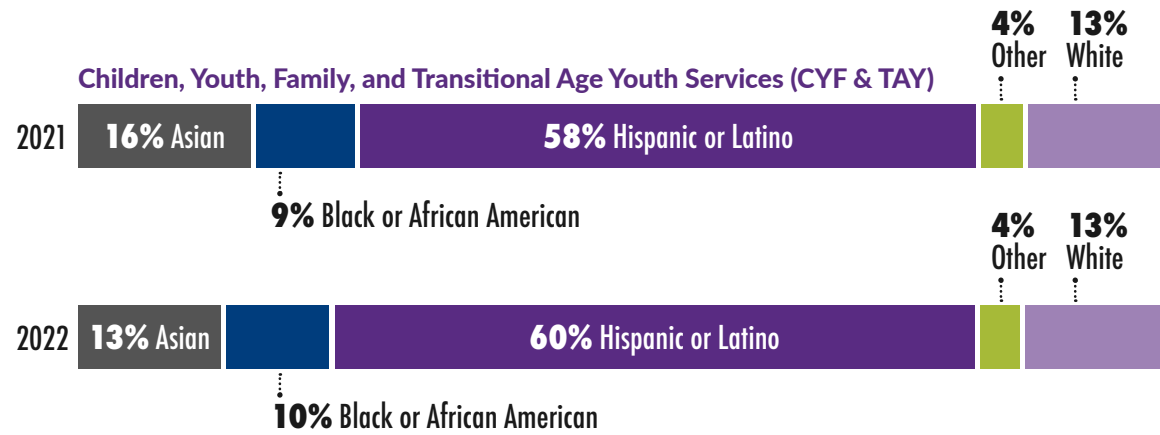 4% 13%
Other White
Children, Youth, Family, and Transitional Age Youth Services (CYF & TAY)
2021 16% Asian 58% Hispanic or Latino
9% Black or African American
4% 13%
Other White
2022 13% Asian 60% Hispanic or Latino
10% Black or African American